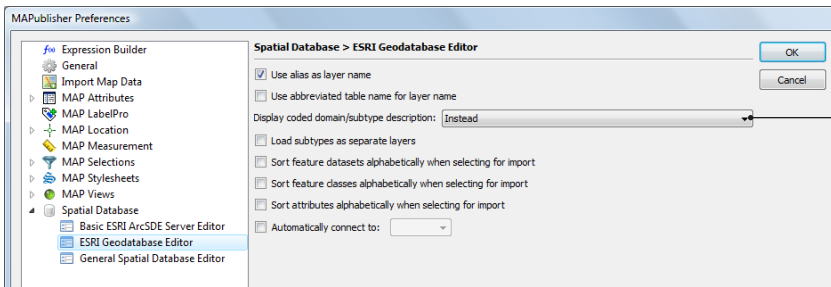 MAPublisher Preferences
Expression Builder
General
Import Map Data
MAP Attributes
MAP LabelPro
MAP Location
MAP Measurement
MAP Selections
MAP Stylesheets
MAP Views
Spatial Database
Basic ESRI ArcSDE Server Editor
ESRI Geodatabase Editor
General Spatial Database Editor
Spatial Database > ESRI Geodatabase Editor
Use alias as layer name
Use abbreviated table name for layer name
Display coded domain/subtype description: Instead
Load subtypes as separate layers
Sort feature datasets alphabetically when selecting for import
Sort feature classes alphabetically when selecting for import
Sort attributes alphabetically when selecting for import
Automatically connect to:
OK
Cancel